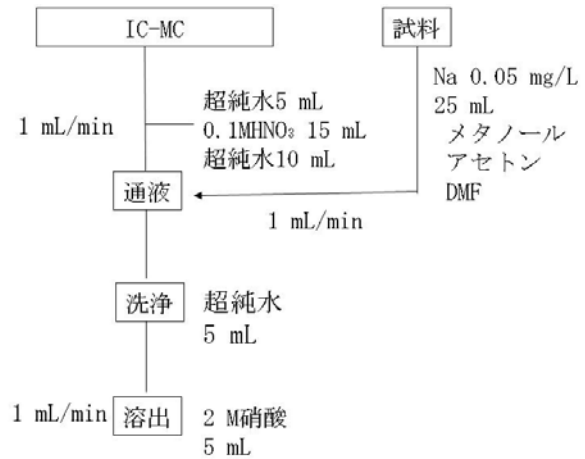 IC-MC
試料
1 mL/min
超純水5 mL
0.1MHNO₃ 15 mL
超純水10 mL
Na 0.05 mg/L
25 mL
メタノール
アセトン
DMF
通液
1 mL/min
洗浄
超純水
5 mL
1 mL/min
溶出
2 M硝酸
5 mL